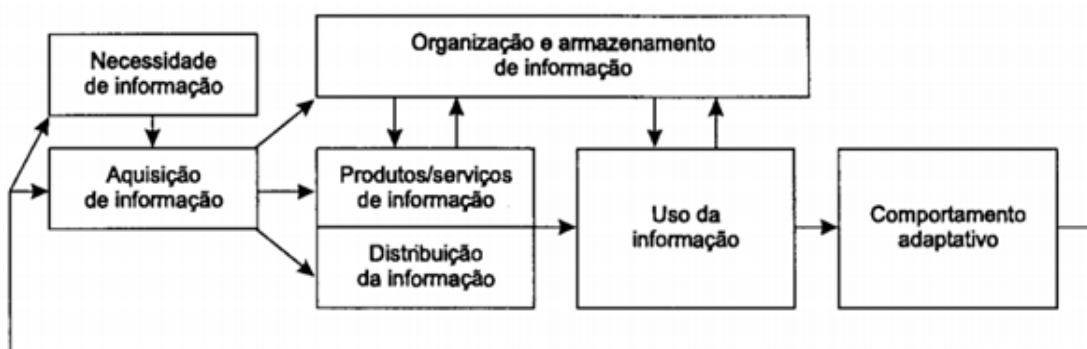 Necessidade
de informação
Organização e armazenamento
de informação
Aquisição
de informação
Produtos/serviços
de informação
Distribuição
da informação
Uso da
informação
Comportamento
adaptativo